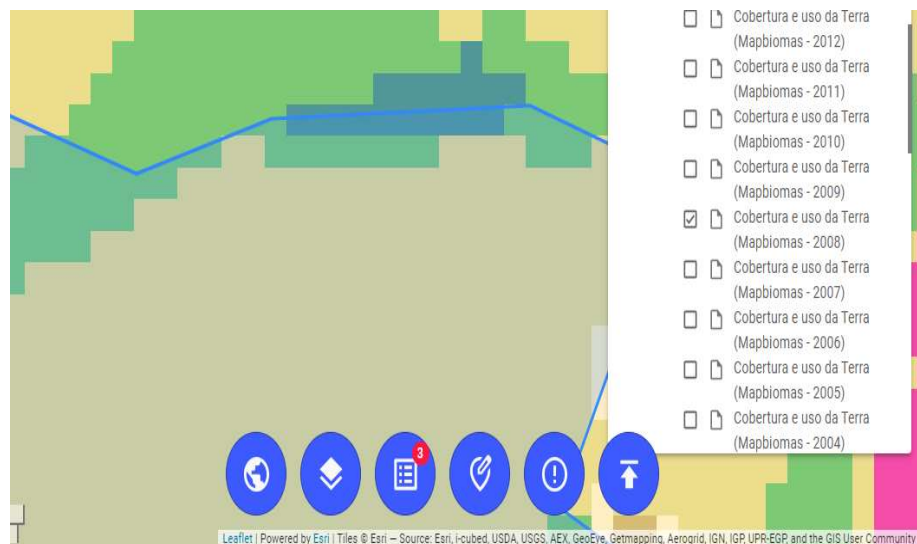 Cobertura e uso da Terra
(Mapbiomas - 2012)
Cobertura e uso da Terra
(Mapbiomas - 2011)
Cobertura e uso da Terra
(Mapbiomas - 2010)
Cobertura e uso da Terra
(Mapbiomas - 2009)
Cobertura e uso da Terra
(Mapbiomas - 2008)
Cobertura e uso da Terra
(Mapbiomas - 2007)
Cobertura e uso da Terra
(Mapbiomas - 2006)
Cobertura e uso da Terra
(Mapbiomas - 2005)
Cobertura e uso da Terra
(Mapbiomas - 2004)
3
Leaflet | Powered by Esri | Tiles © Esri — Source: Esri, i-cubed, USDA, USGS, AEX, GeoEye, Getmapping, Aerogrid, IGN, IGP, UPR-EGP, and the GIS User Community